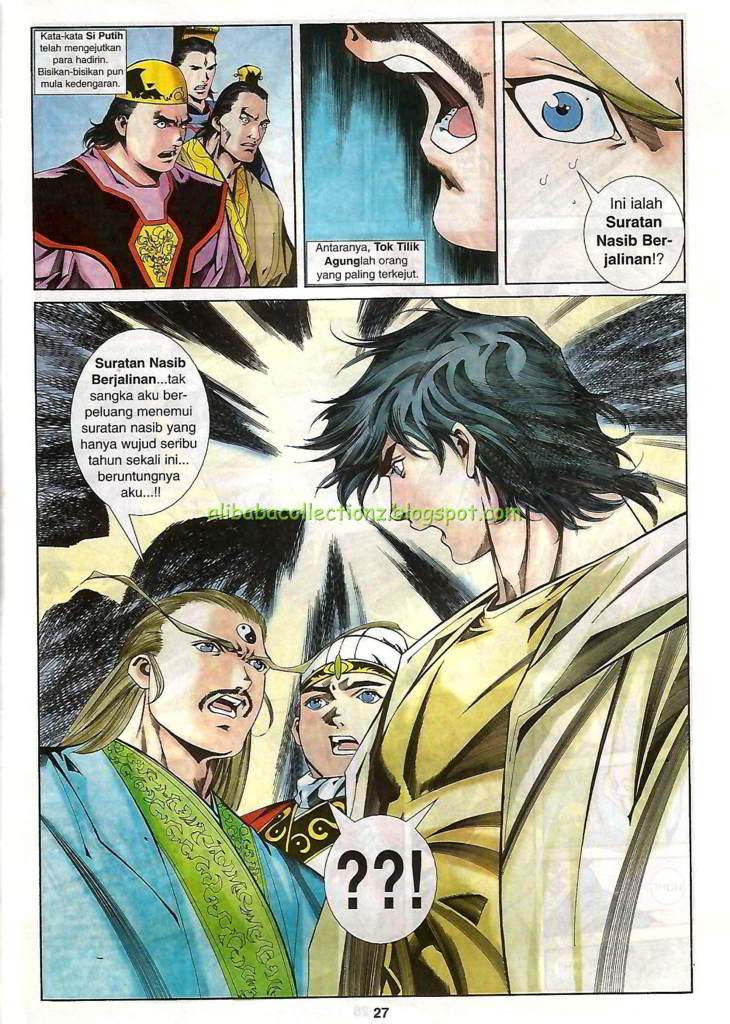 Kata-kata Si Putih
telah mengejutkan
para hadirin.
Bisikan-bisikan pun
mula kedengaran.
Antaranya, Tok Tilik
Agunglah orang
yang paling terkejut.
Ini ialah
Suratan
Nasib Ber-
jalinan!?
Suratan Nasib
Berjalinan...tak
sangka aku ber-
peluang menemui
suratan nasib yang
hanya wujud seribu
tahun sekali ini...
beruntungnya
aku...!!
alibabacollectionz.blogspot.com
??!
27